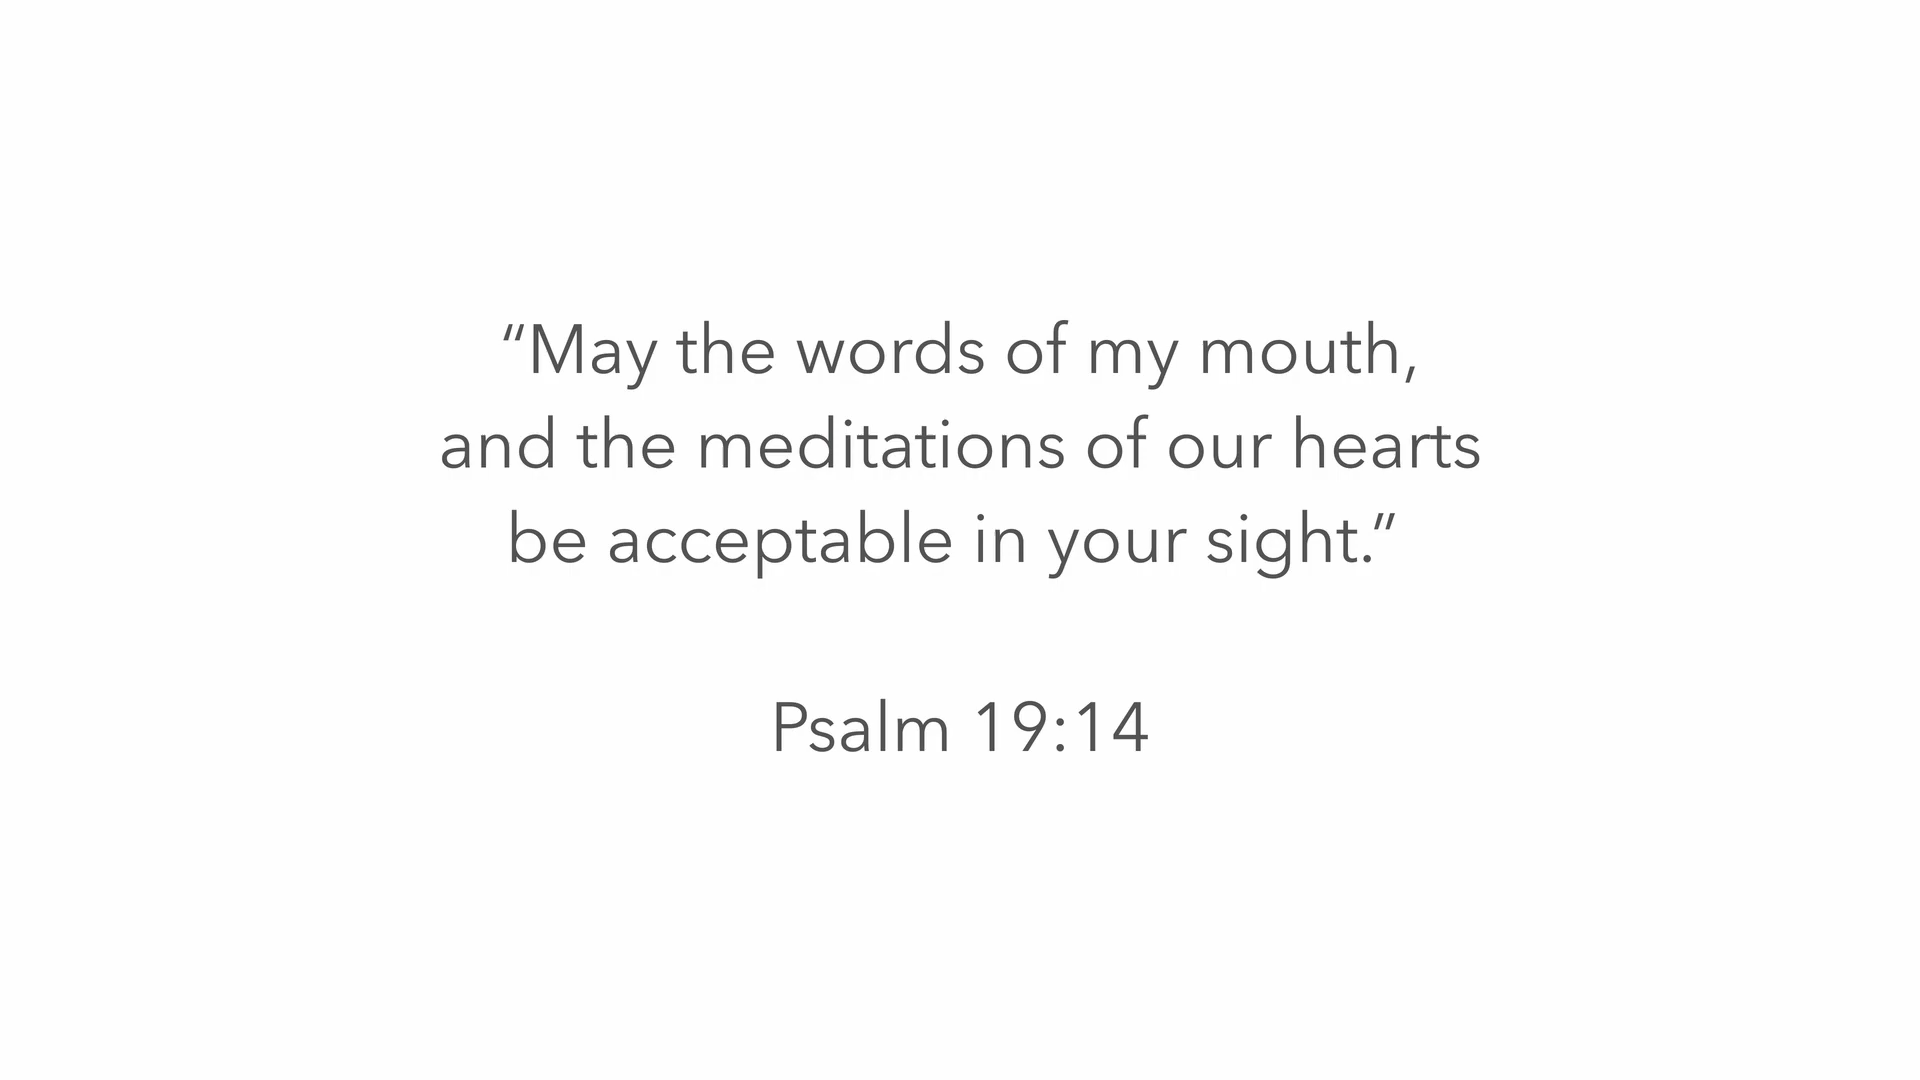 “May the words of my mouth,
and the meditations of our hearts
be acceptable in your sight.”
Psalm 19:14